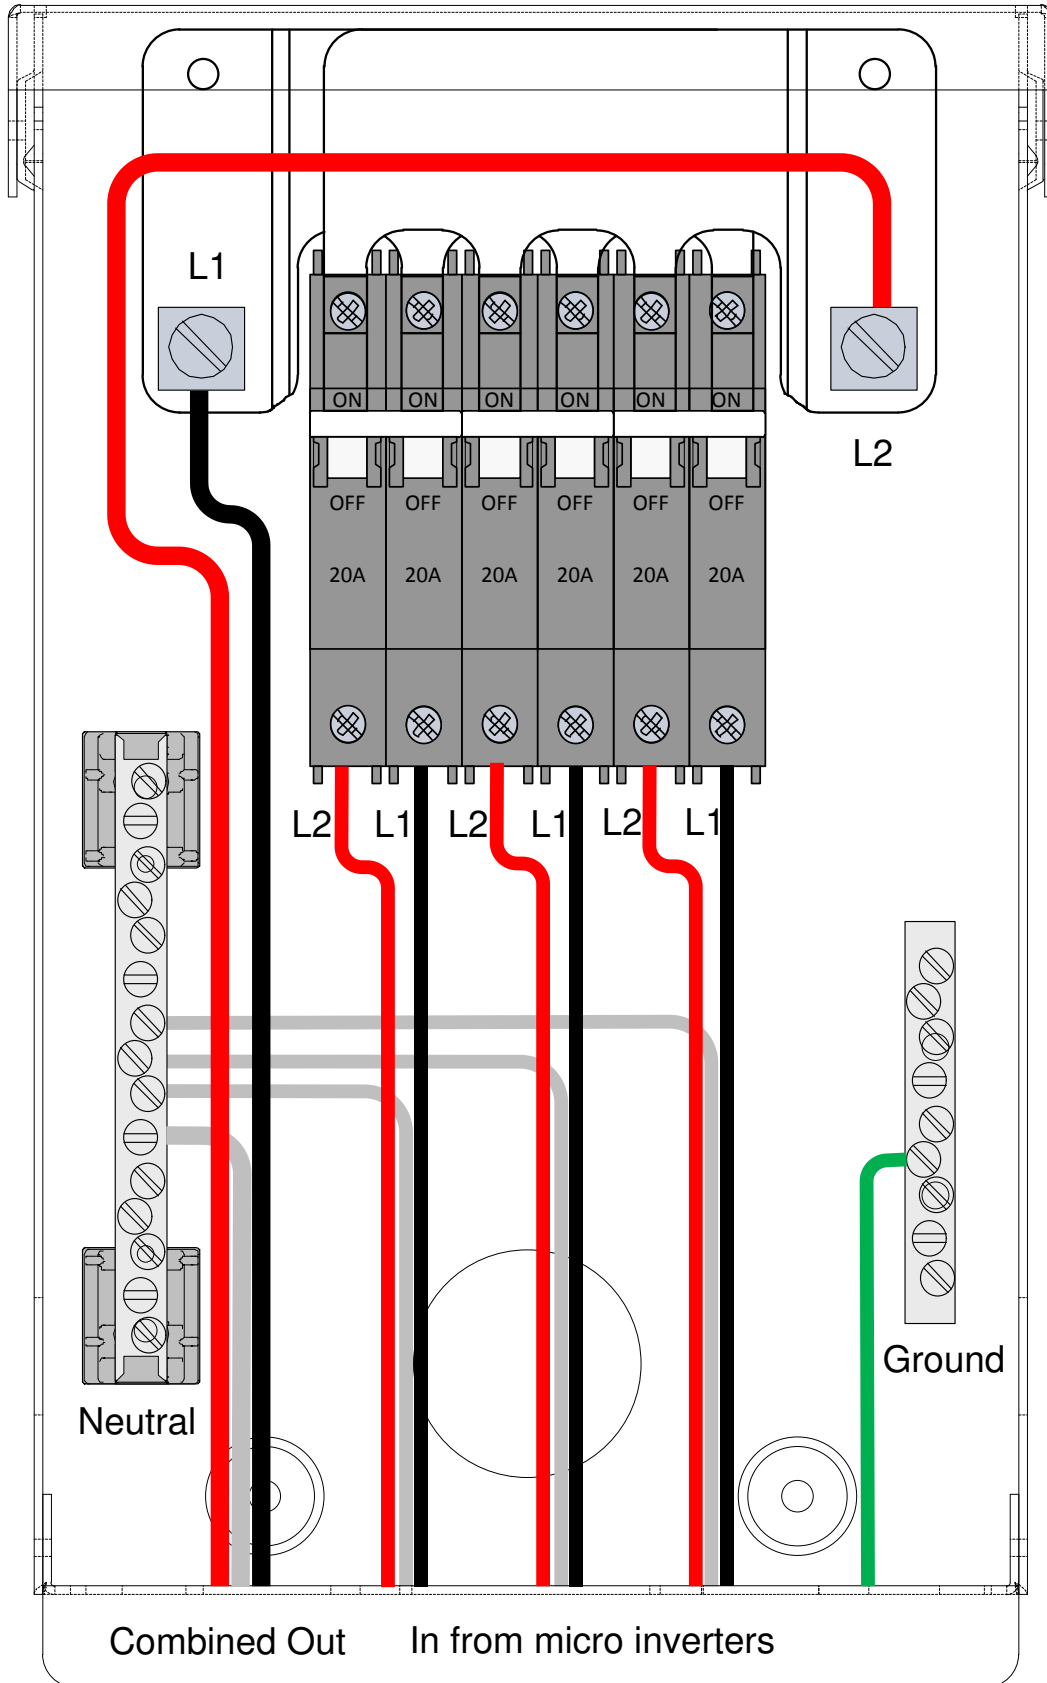 L1
L2
ON ON ON ON ON ON
OFF OFF OFF OFF OFF OFF
20A 20A 20A 20A 20A 20A
L2 L1 L2 L1 L2 L1
Neutral
Ground
Combined Out
In from micro inverters